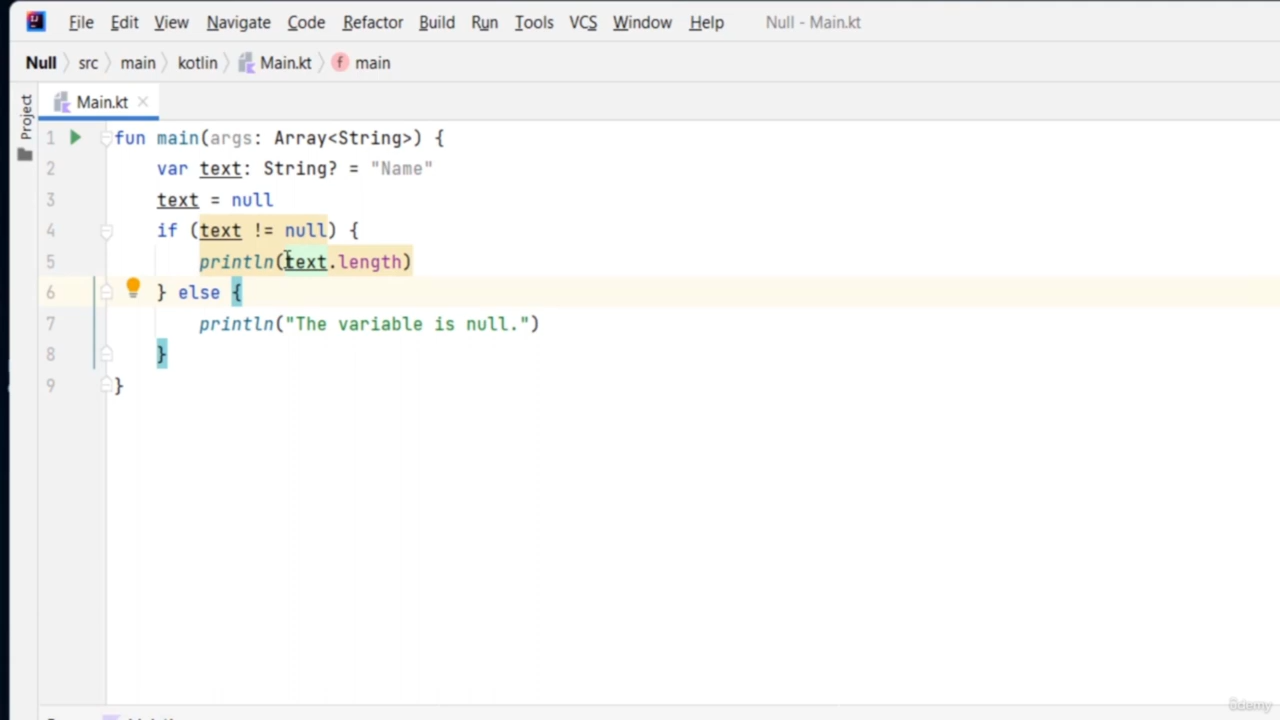 File Edit View Navigate Code Refactor Build Run Tools VCS Window Help Null - Main.kt
Null src main kotlin Main.kt f main
Project
Main.kt
1 fun main(args: Array<String>) {
2 var text: String? = "Name"
3 text = null
4 if (text != null) {
5 println(text.length)
6 } else {
7 println("The variable is null.")
8 }
9 }
ûdemy